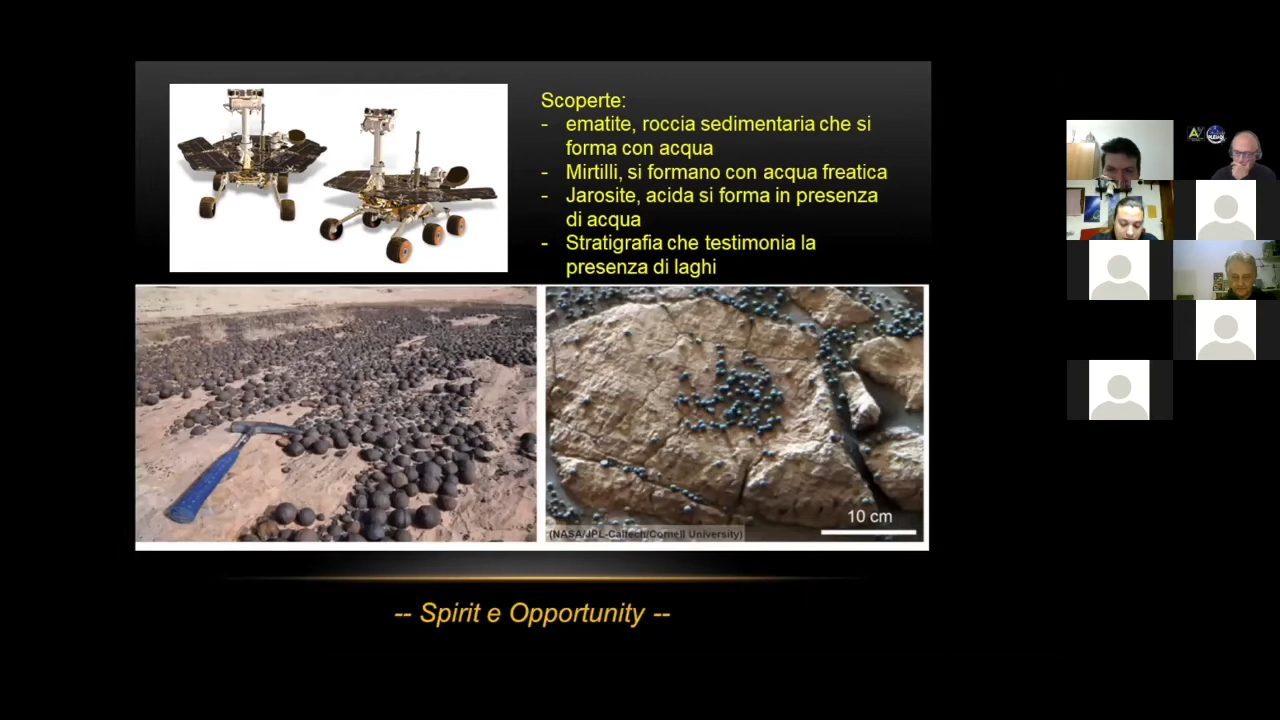 Scoperte:
- ematite, roccia sedimentaria che si
forma con acqua
- Mirtilli, si formano con acqua freatica
- Jarosite, acida si forma in presenza
di acqua
- Stratigrafia che testimonia la
presenza di laghi
10 cm
(NASA/JPL-Caltech/Cornell University)
-- Spirit e Opportunity --